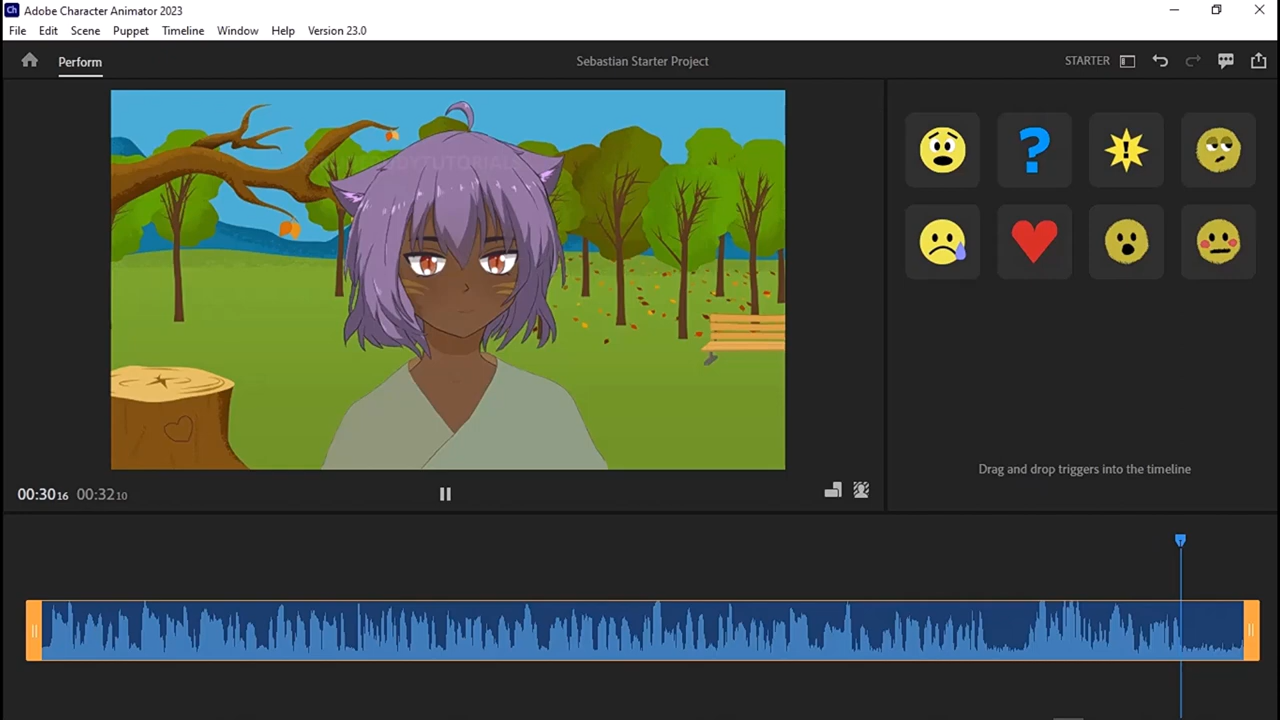 Ch Adobe Character Animator 2023
File Edit Scene Puppet Timeline Window Help Version 23.0
Perform Sebastian Starter Project STARTER
?
!
Drag and drop triggers into the timeline
00:30 16 00:32 10